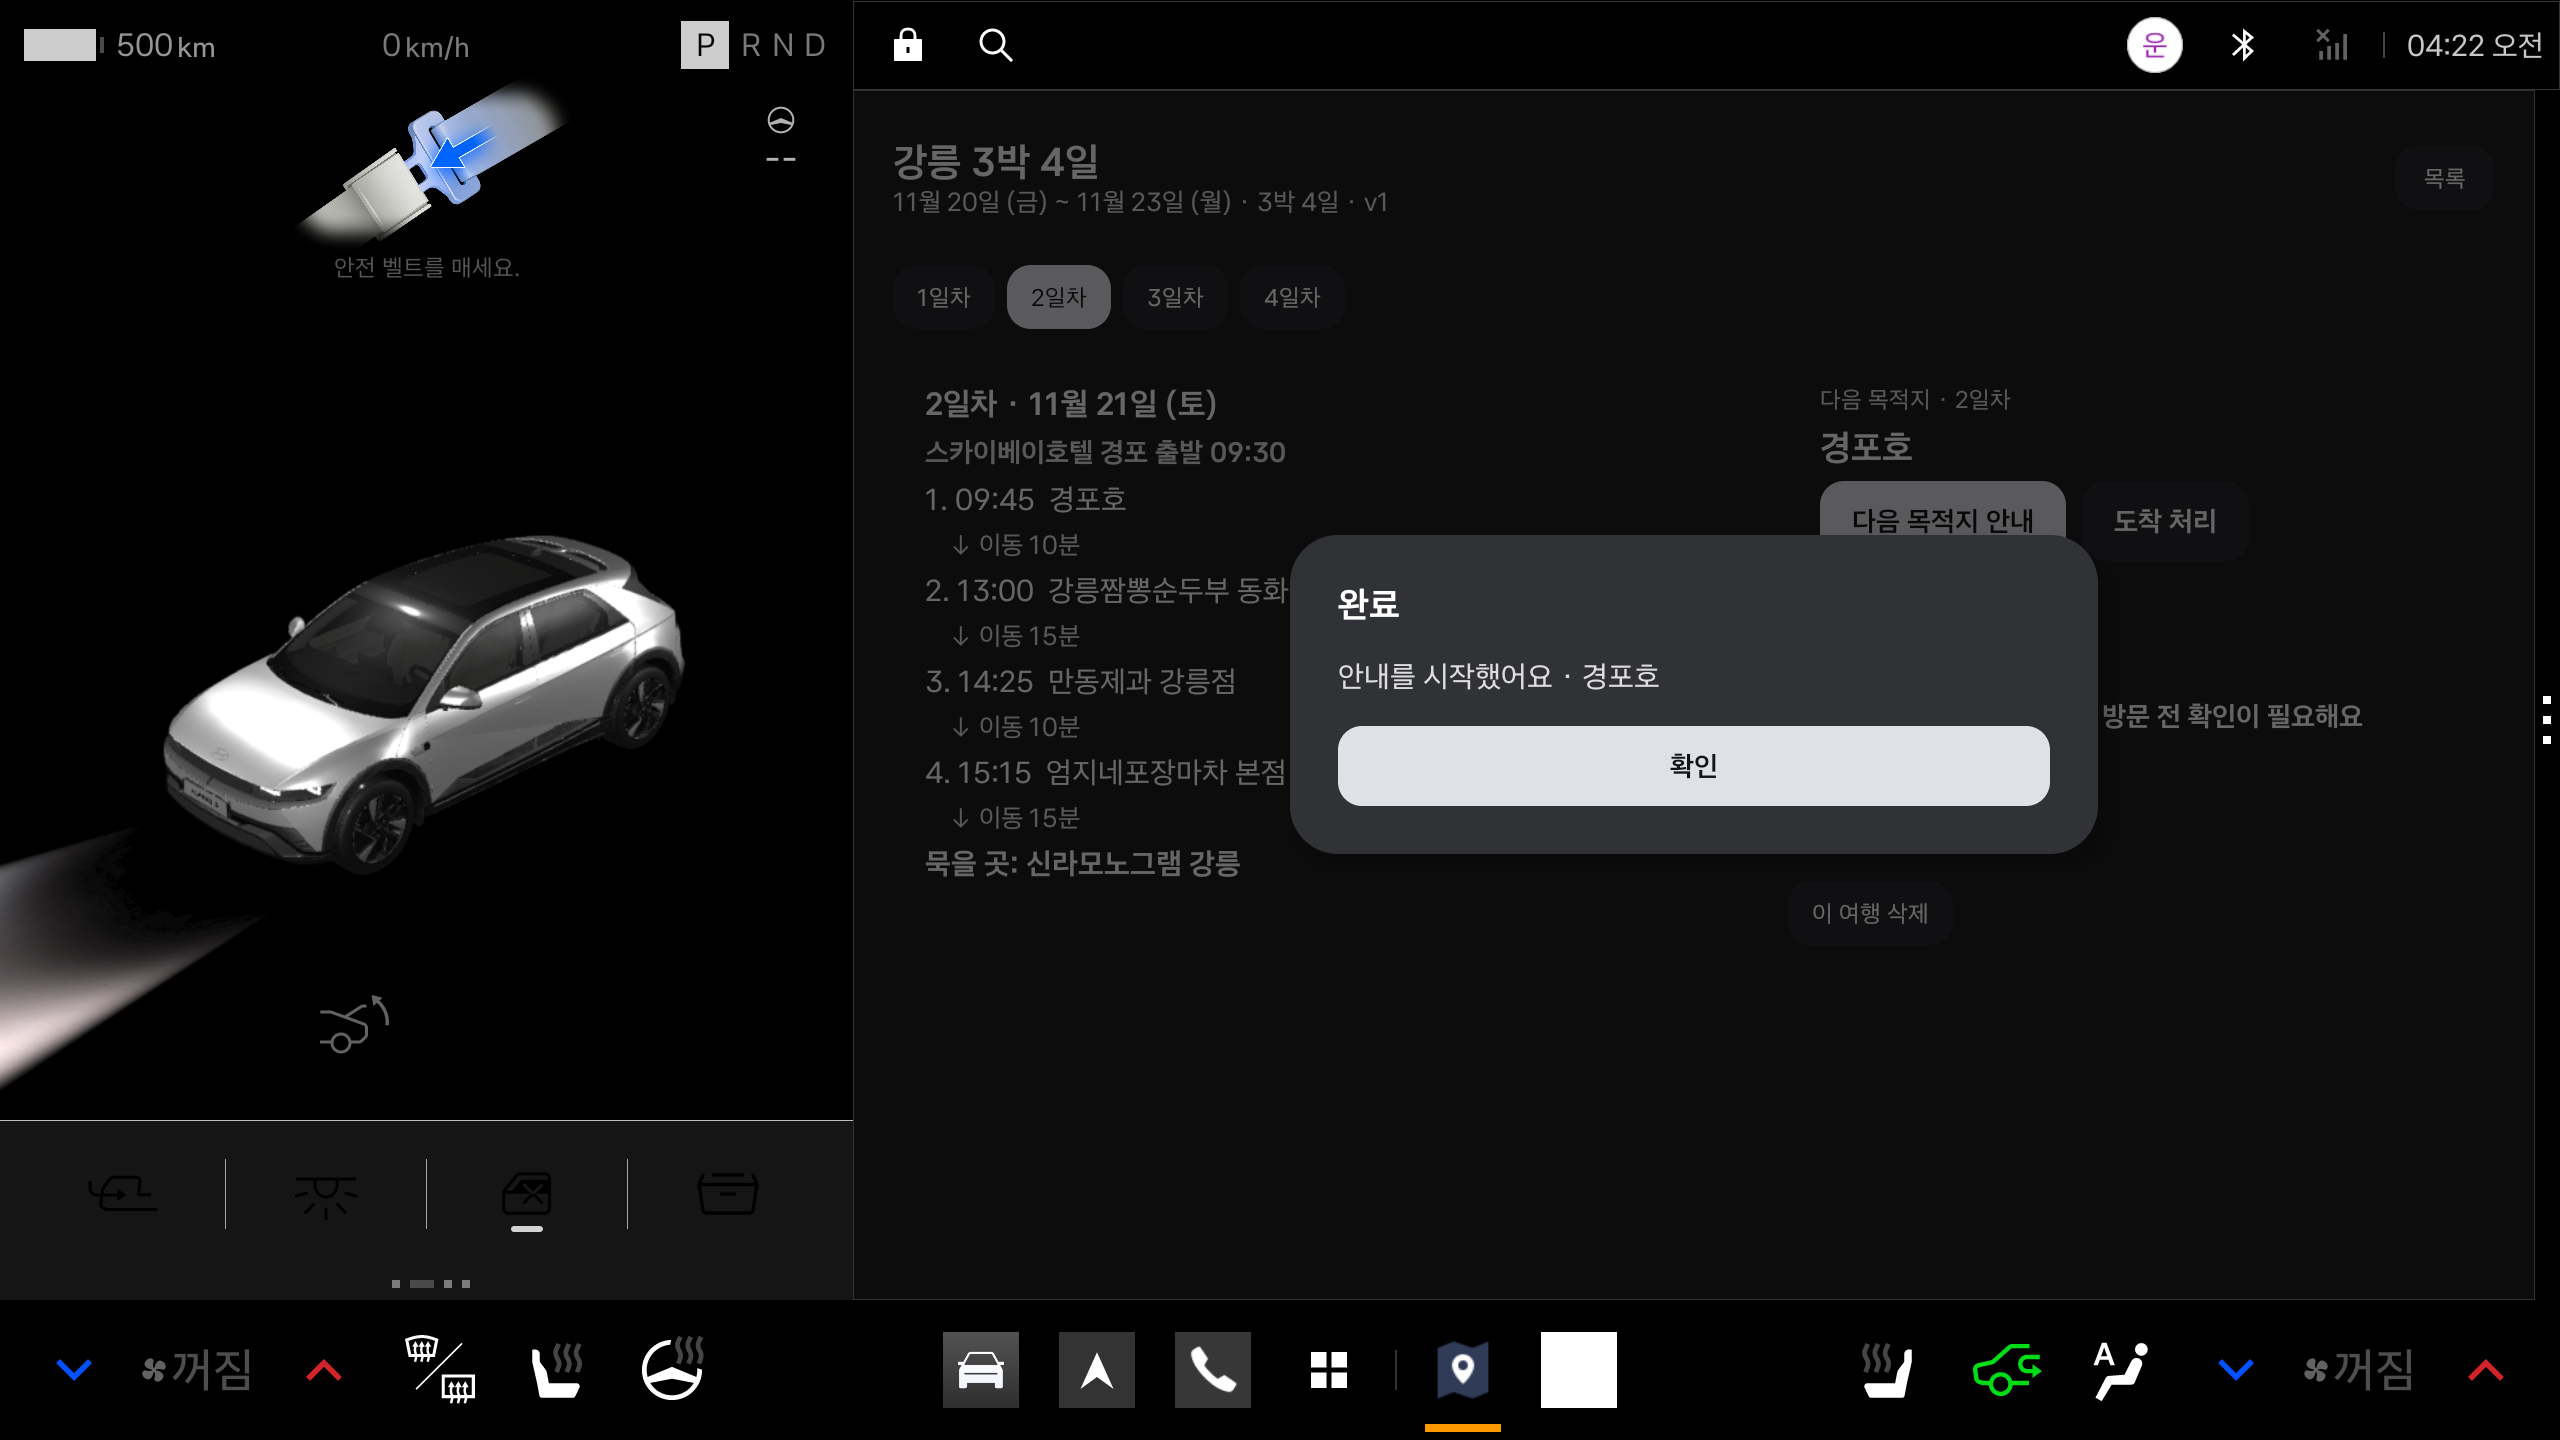 500 km
0 km/h
P R N D
운
04:22 오전
안전 벨트를 매세요.
강릉 3박 4일
11월 20일 (금) ~ 11월 23일 (월) · 3박 4일 · v1
목록
1일차
2일차
3일차
4일차
2일차 · 11월 21일 (토)
스카이베이호텔 경포 출발 09:30
1. 09:45 경포호
↓ 이동 10분
2. 13:00 강릉짬뽕순두부 동화
↓ 이동 15분
3. 14:25 만동제과 강릉점
↓ 이동 10분
4. 15:15 엄지네포장마차 본점
↓ 이동 15분
묵을 곳: 신라모노그램 강릉
다음 목적지 · 2일차
경포호
다음 목적지 안내
도착 처리
방문 전 확인이 필요해요
이 여행 삭제
완료
안내를 시작했어요 · 경포호
확인
꺼짐
A
꺼짐